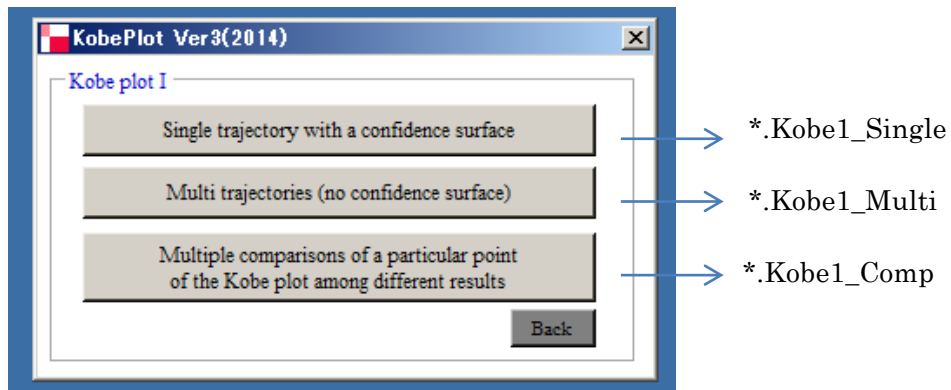 KobePlot Ver3(2014)
Kobe plot I
Single trajectory with a confidence surface
*.Kobe1_Single
Multi trajectories (no confidence surface)
*.Kobe1_Multi
Multiple comparisons of a particular point
of the Kobe plot among different results
*.Kobe1_Comp
Back